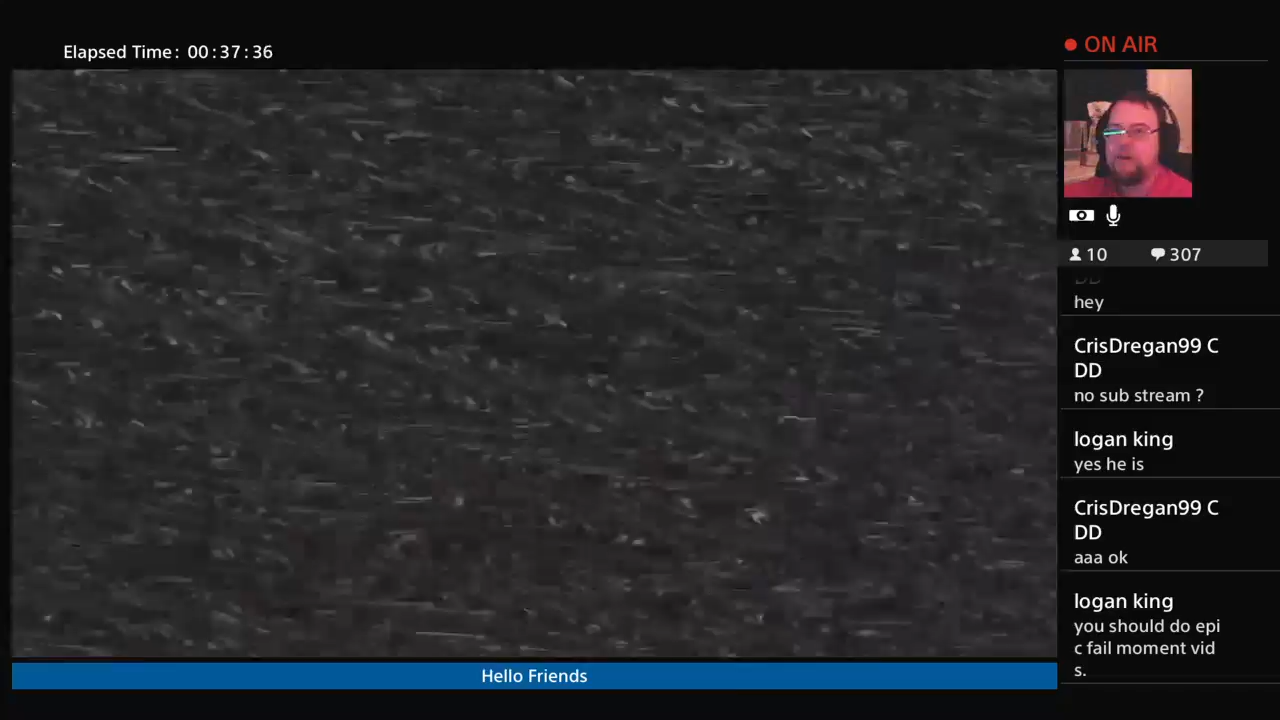 Elapsed Time: 00:37:36
ON AIR
10 307
hey
CrisDregan99 C
DD
no sub stream ?
logan king
yes he is
CrisDregan99 C
DD
aaa ok
logan king
you should do epi
c fail moment vid
s.
Hello Friends